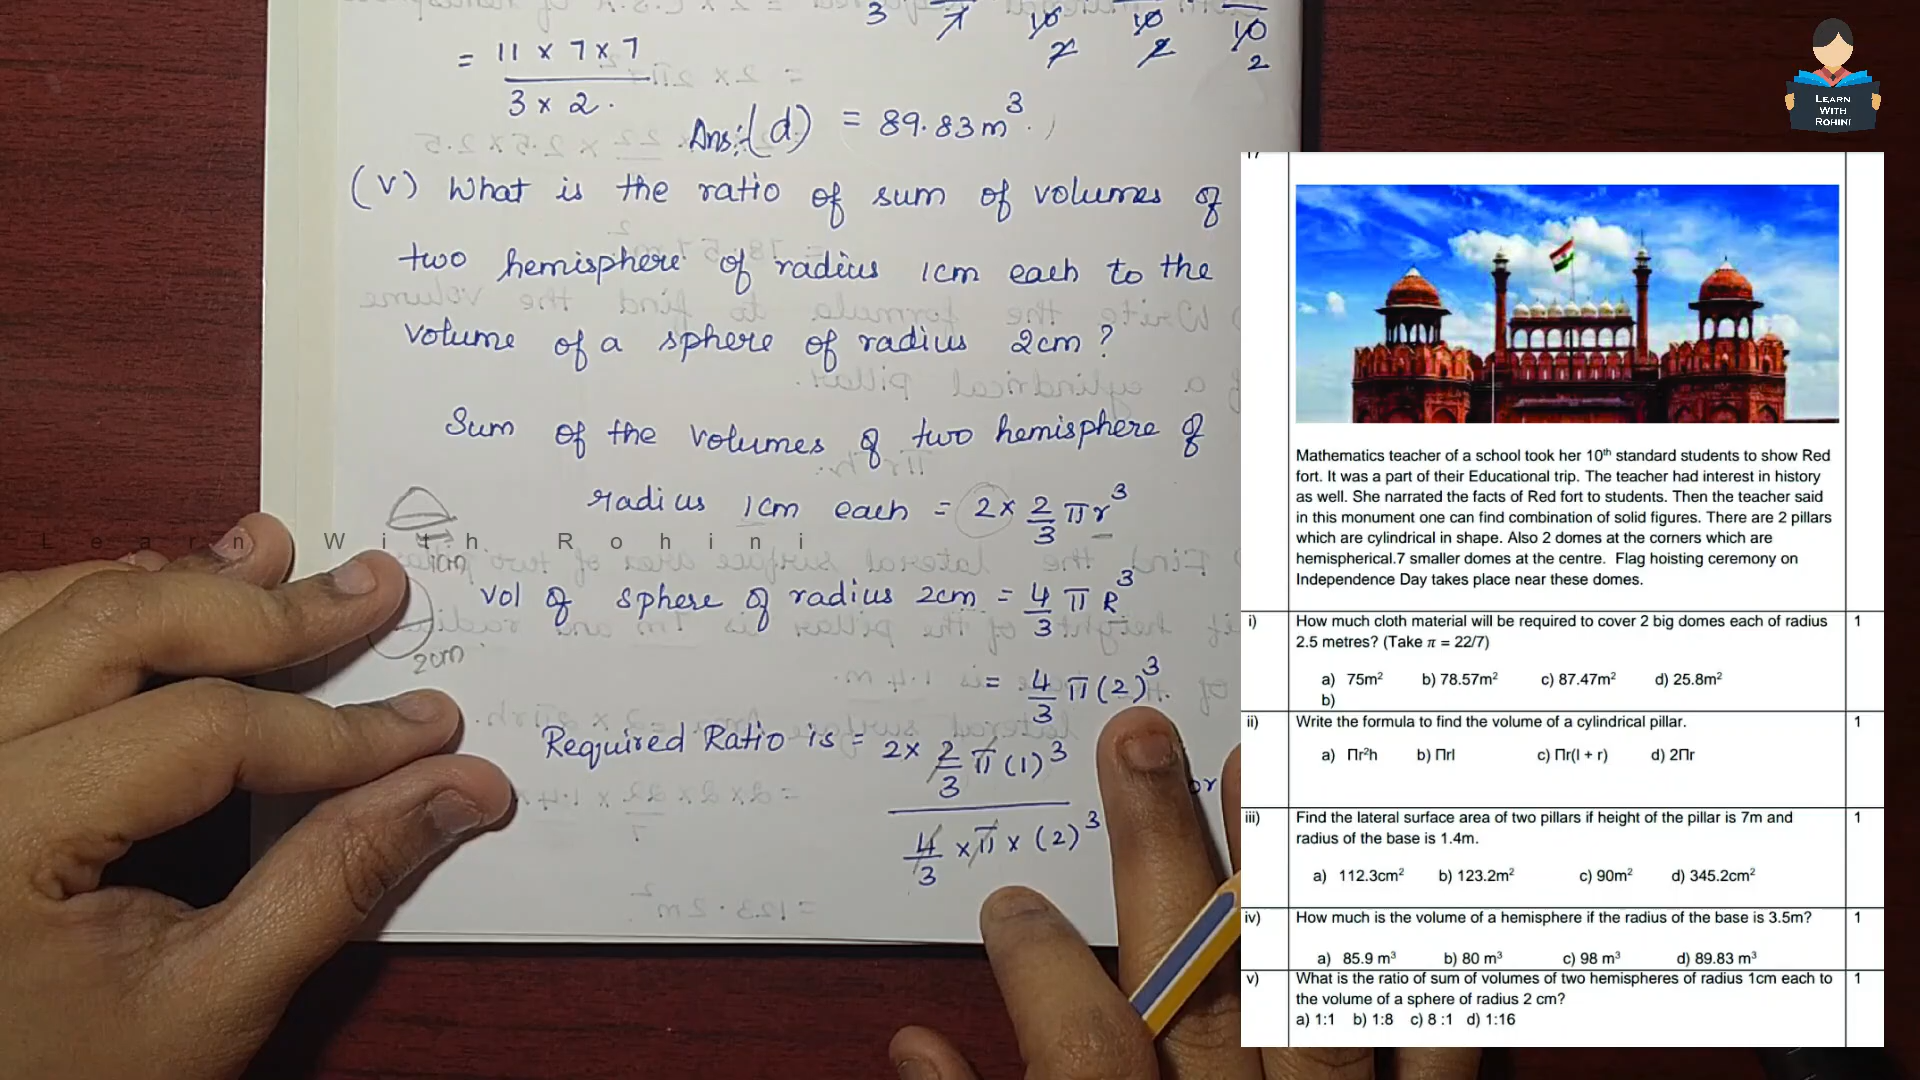 3 7 10 10 10
2 2 2
= 11 × 7 × 7
3 × 2 .
Ans:- (d) = 89.83m³.
(v) What is the ratio of sum of volumes of
two hemisphere of radius 1cm each to the
volume of a sphere of radius 2cm?
Sum of the volumes of two hemisphere of
radius 1cm each = 2 × 2/3 πr³
1cm
Vol of sphere of radius 2cm = 4/3 π R³
2cm
= 4/3 π (2)³.
Required Ratio is = 2 × 2/3 π (1)³
4/3 × π × (2)³
or
Learn With Rohini
LEARN
WITH
ROHINI
Mathematics teacher of a school took her 10th standard students to show Red
fort. It was a part of their Educational trip. The teacher had interest in history
as well. She narrated the facts of Red fort to students. Then the teacher said
in this monument one can find combination of solid figures. There are 2 pillars
which are cylindrical in shape. Also 2 domes at the corners which are
hemispherical.7 smaller domes at the centre. Flag hoisting ceremony on
Independence Day takes place near these domes.
i) How much cloth material will be required to cover 2 big domes each of radius 1
2.5 metres? (Take π = 22/7)
a) 75m² b) 78.57m² c) 87.47m² d) 25.8m²
b)
ii) Write the formula to find the volume of a cylindrical pillar. 1
a) Πr²h b) Πrl c) Πr(l + r) d) 2Πr
iii) Find the lateral surface area of two pillars if height of the pillar is 7m and 1
radius of the base is 1.4m.
a) 112.3cm² b) 123.2m² c) 90m² d) 345.2cm²
iv) How much is the volume of a hemisphere if the radius of the base is 3.5m? 1
a) 85.9 m³ b) 80 m³ c) 98 m³ d) 89.83 m³
v) What is the ratio of sum of volumes of two hemispheres of radius 1cm each to 1
the volume of a sphere of radius 2 cm?
a) 1:1 b) 1:8 c) 8 :1 d) 1:16